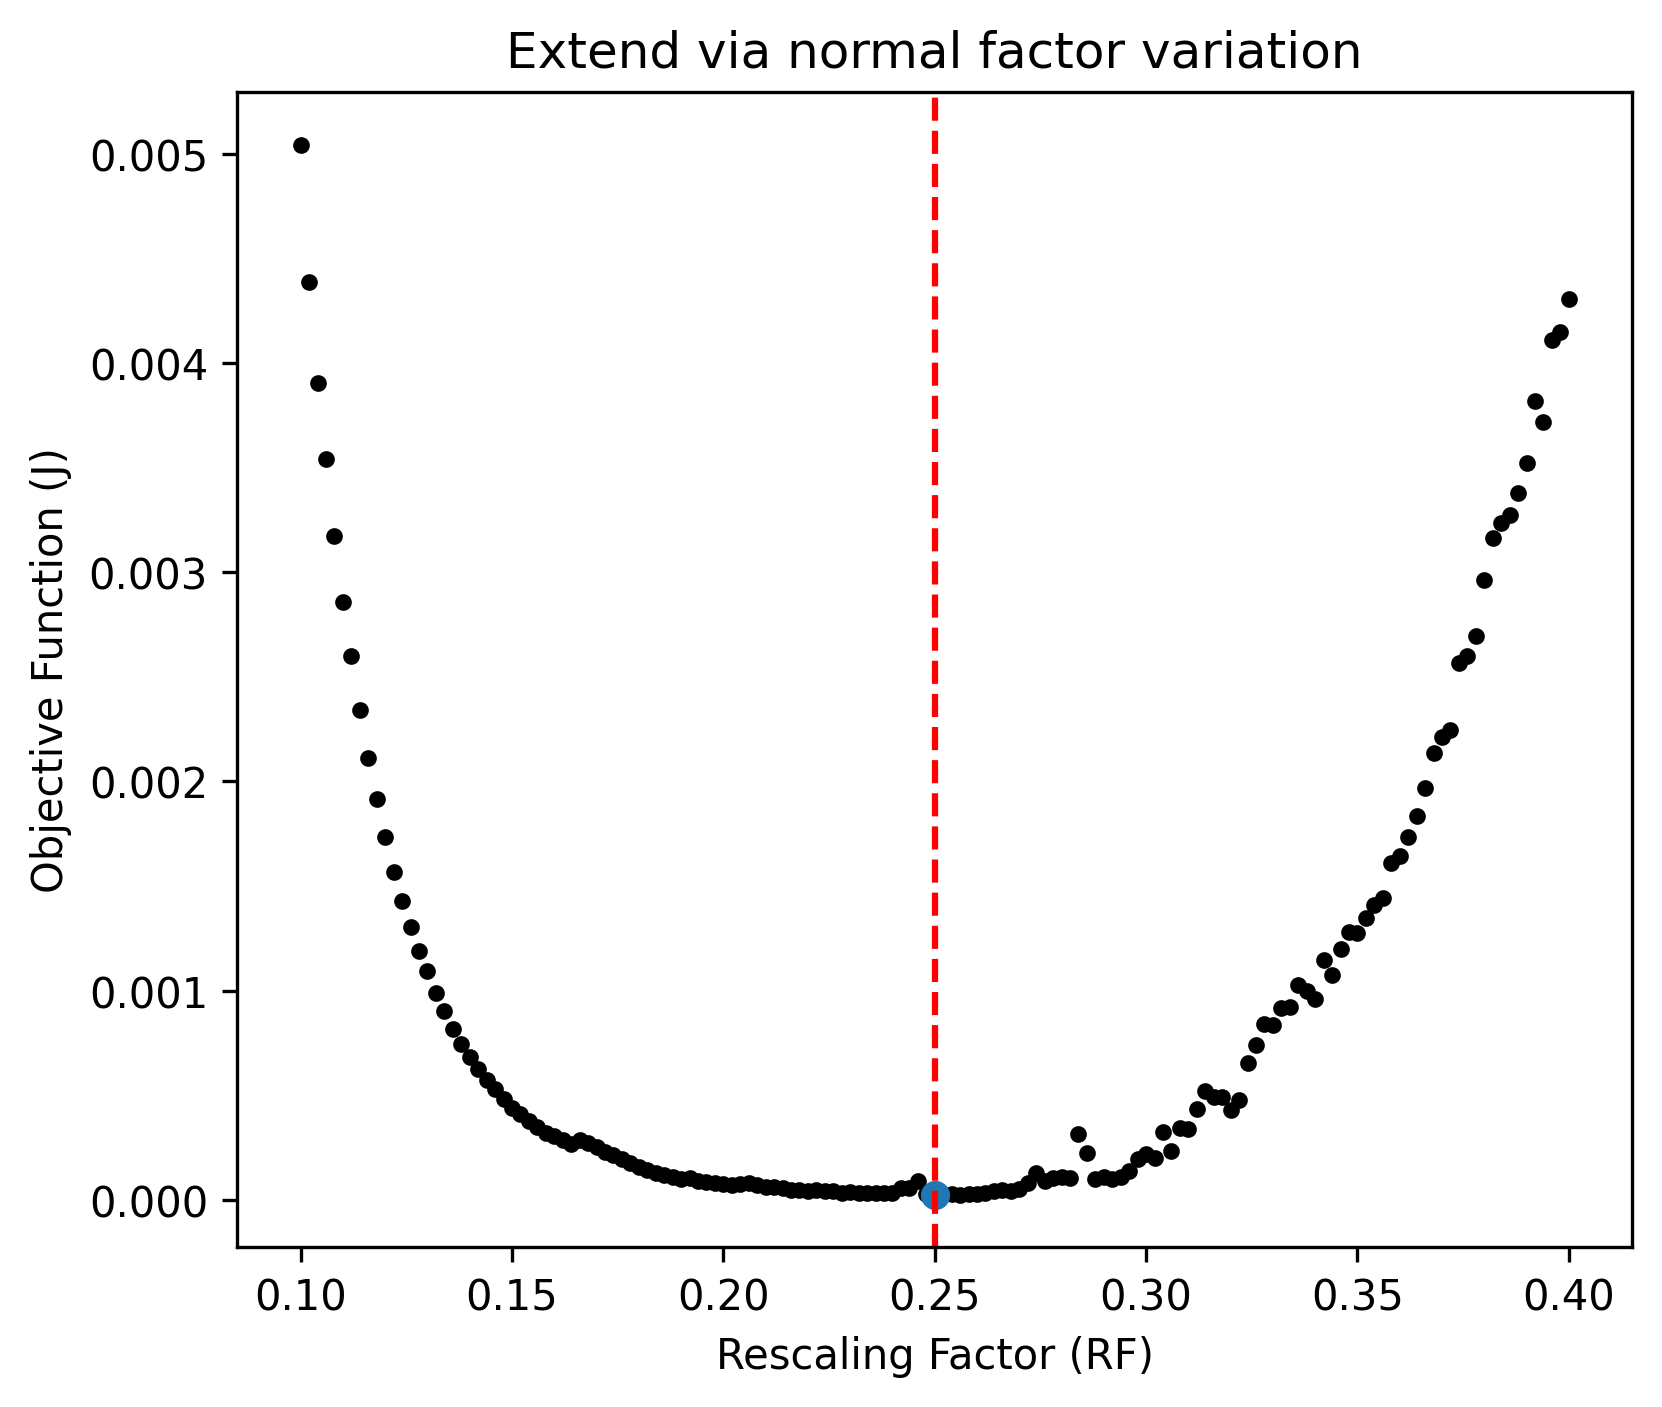 Extend via normal factor variation
0.005
0.004
0.003
0.002
0.001
0.000
Objective Function (J)
0.10 0.15 0.20 0.25 0.30 0.35 0.40
Rescaling Factor (RF)